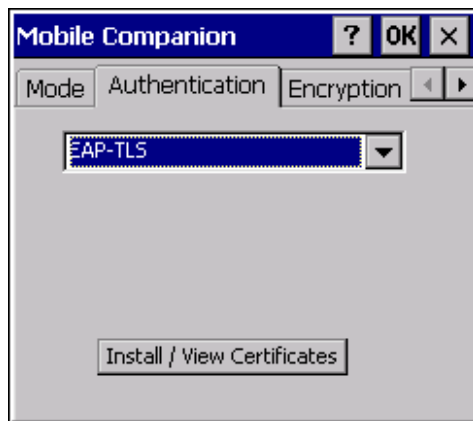 Mobile Companion ? OK ×
Mode Authentication Encryption
EAP-TLS
Install / View Certificates